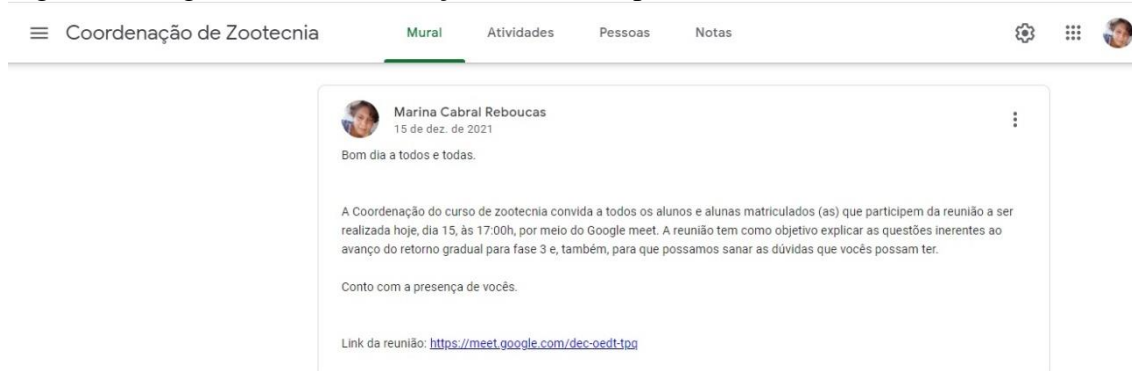 Coordenação de Zootecnia
Mural Atividades Pessoas Notas
Marina Cabral Reboucas
15 de dez. de 2021
Bom dia a todos e todas.
A Coordenação do curso de zootecnia convida a todos os alunos e alunas matriculados (as) que participem da reunião a ser
realizada hoje, dia 15, às 17:00h, por meio do Google meet. A reunião tem como objetivo explicar as questões inerentes ao
avanço do retorno gradual para fase 3 e, também, para que possamos sanar as dúvidas que vocês possam ter.
Conto com a presença de vocês.
Link da reunião: https://meet.google.com/dec-oedt-tpq